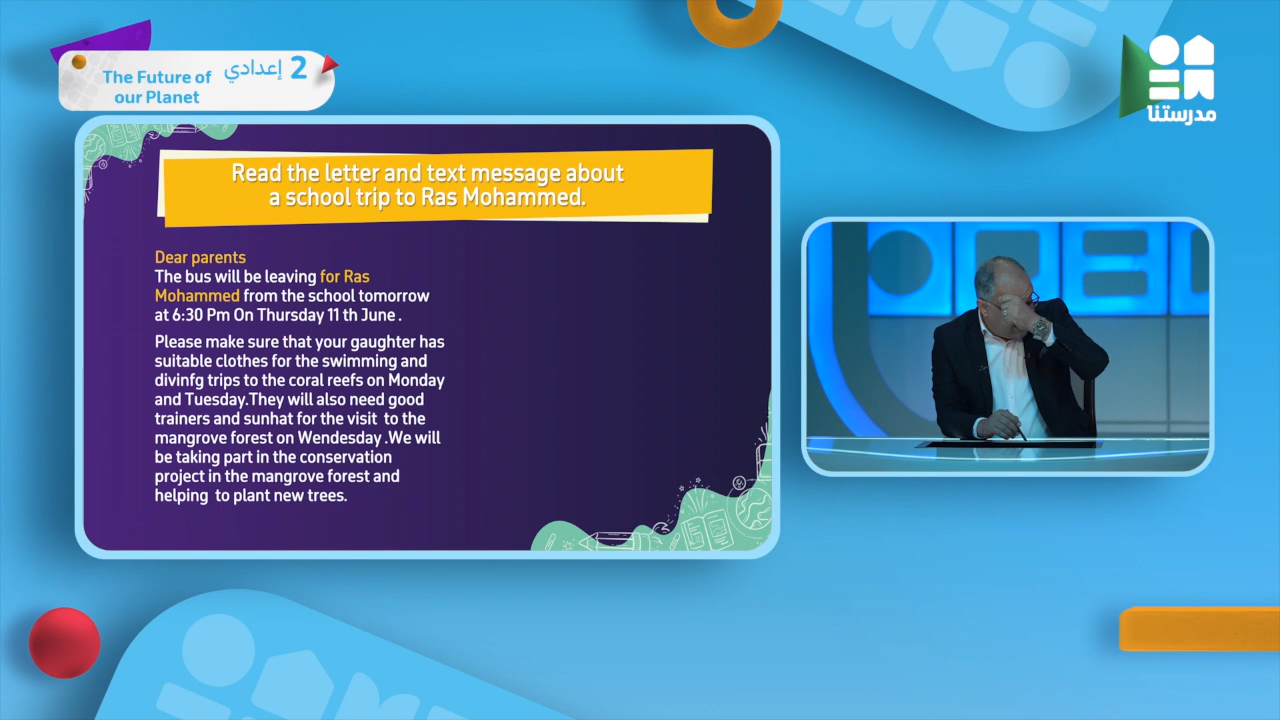 The Future of
our Planet
2 إعدادي
مدرستنا
Read the letter and text message about
a school trip to Ras Mohammed.
Dear parents
The bus will be leaving for Ras
Mohammed from the school tomorrow
at 6:30 Pm On Thursday 11 th June .
Please make sure that your gaughter has
suitable clothes for the swimming and
divinfg trips to the coral reefs on Monday
and Tuesday.They will also need good
trainers and sunhat for the visit  to the
mangrove forest on Wendesday .We will
be taking part in the conservation
project in the mangrove forest and
helping  to plant new trees.